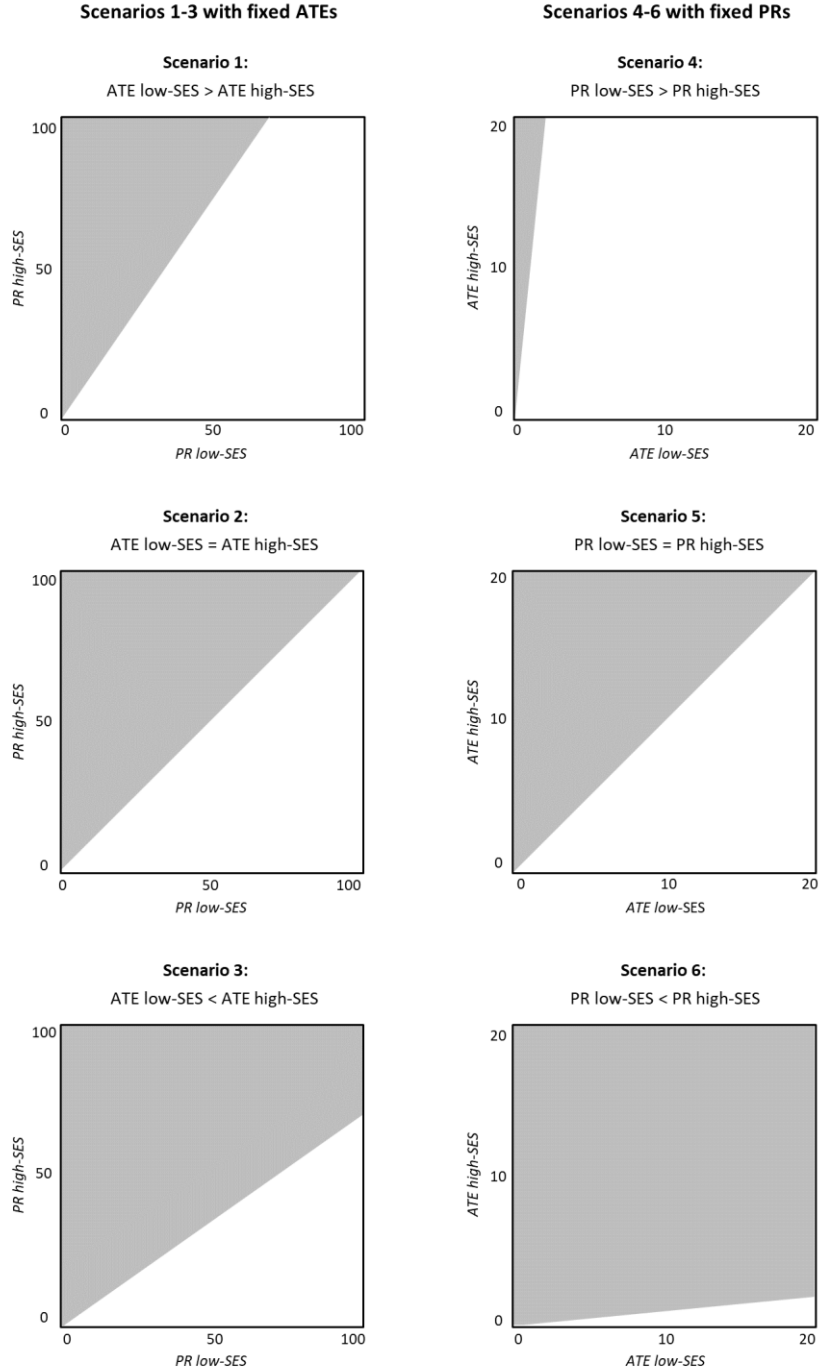 Scenarios 1-3 with fixed ATEs
Scenario 1:
ATE low-SES > ATE high-SES
100
50
0
PR high-SES
0 50 100
PR low-SES
Scenario 2:
ATE low-SES = ATE high-SES
100
50
0
PR high-SES
0 50 100
PR low-SES
Scenario 3:
ATE low-SES < ATE high-SES
100
50
0
PR high-SES
0 50 100
PR low-SES
Scenarios 4-6 with fixed PRs
Scenario 4:
PR low-SES > PR high-SES
20
10
0
ATE high-SES
0 10 20
ATE low-SES
Scenario 5:
PR low-SES = PR high-SES
20
10
0
ATE high-SES
0 10 20
ATE low-SES
Scenario 6:
PR low-SES < PR high-SES
20
10
0
ATE high-SES
0 10 20
ATE low-SES